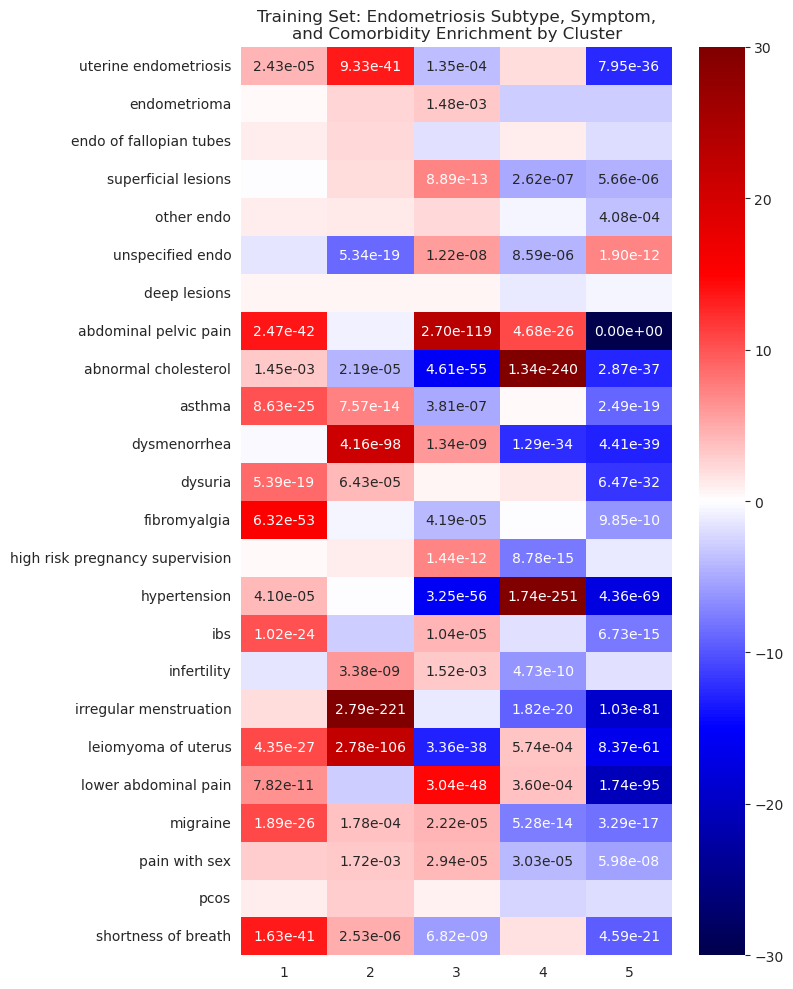 Training Set: Endometriosis Subtype, Symptom,
and Comorbidity Enrichment by Cluster
uterine endometriosis 2.43e-05 9.33e-41 1.35e-04 7.95e-36
endometrioma 1.48e-03
endo of fallopian tubes
superficial lesions 8.89e-13 2.62e-07 5.66e-06
other endo 4.08e-04
unspecified endo 5.34e-19 1.22e-08 8.59e-06 1.90e-12
deep lesions
abdominal pelvic pain 2.47e-42 2.70e-119 4.68e-26 0.00e+00
abnormal cholesterol 1.45e-03 2.19e-05 4.61e-55 1.34e-240 2.87e-37
asthma 8.63e-25 7.57e-14 3.81e-07 2.49e-19
dysmenorrhea 4.16e-98 1.34e-09 1.29e-34 4.41e-39
dysuria 5.39e-19 6.43e-05 6.47e-32
fibromyalgia 6.32e-53 4.19e-05 9.85e-10
high risk pregnancy supervision 1.44e-12 8.78e-15
hypertension 4.10e-05 3.25e-56 1.74e-251 4.36e-69
ibs 1.02e-24 1.04e-05 6.73e-15
infertility 3.38e-09 1.52e-03 4.73e-10
irregular menstruation 2.79e-221 1.82e-20 1.03e-81
leiomyoma of uterus 4.35e-27 2.78e-106 3.36e-38 5.74e-04 8.37e-61
lower abdominal pain 7.82e-11 3.04e-48 3.60e-04 1.74e-95
migraine 1.89e-26 1.78e-04 2.22e-05 5.28e-14 3.29e-17
pain with sex 1.72e-03 2.94e-05 3.03e-05 5.98e-08
pcos
shortness of breath 1.63e-41 2.53e-06 6.82e-09 4.59e-21
1 2 3 4 5
30
20
10
0
−10
−20
−30